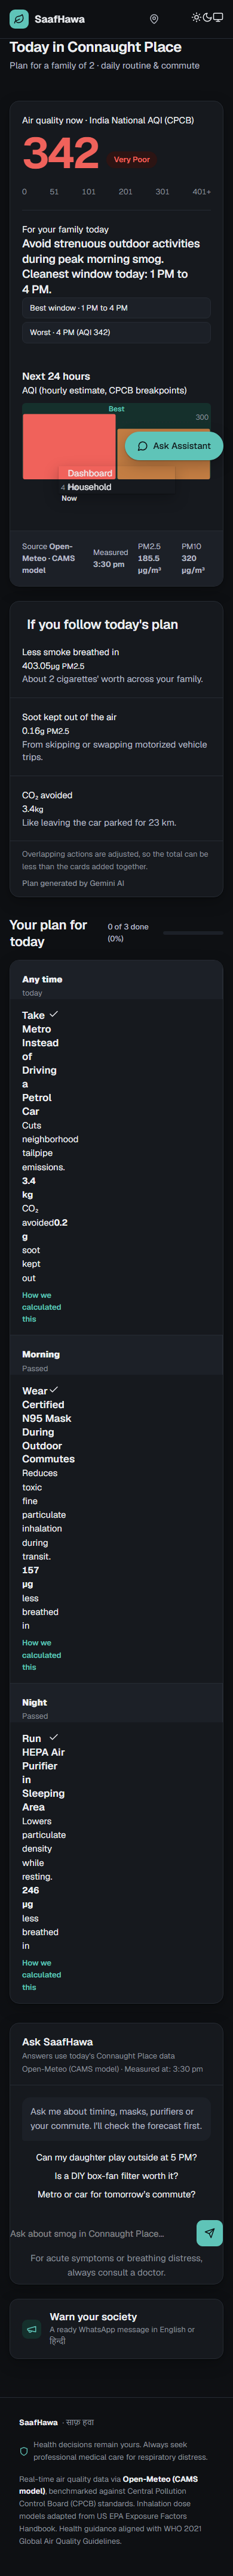 SaafHawa
Today in Connaught Place
Plan for a family of 2 · daily routine & commute
Air quality now · India National AQI (CPCB)
342 Very Poor
0 51 101 201 301 401+
For your family today
Avoid strenuous outdoor activities
during peak morning smog.
Cleanest window today: 1 PM to
4 PM.
Best window · 1 PM to 4 PM
Worst · 4 PM (AQI 342)
Next 24 hours
AQI (hourly estimate, CPCB breakpoints)
Best
300
Ask Assistant
Dashboard
4 Household
Now
Source Open-
Meteo · CAMS
model
Measured
3:30 pm
PM2.5
185.5
µg/m³
PM10
320
µg/m³
If you follow today's plan
Less smoke breathed in
403.05µg PM2.5
About 2 cigarettes' worth across your family.
Soot kept out of the air
0.16g PM2.5
From skipping or swapping motorized vehicle
trips.
CO₂ avoided
3.4kg
Like leaving the car parked for 23 km.
Overlapping actions are adjusted, so the total can be
less than the cards added together.
Plan generated by Gemini AI
Your plan for
today
0 of 3 done
(0%)
Any time
today
Take
Metro
Instead
of
Driving
a
Petrol
Car
Cuts
neighborhood
tailpipe
emissions.
3.4
kg
CO₂
avoided0.2
g
soot
kept
out
How we
calculated
this
Morning
Passed
Wear
Certified
N95 Mask
During
Outdoor
Commutes
Reduces
toxic
fine
particulate
inhalation
during
transit.
157
µg
less
breathed
in
How we
calculated
this
Night
Passed
Run
HEPA Air
Purifier
in
Sleeping
Area
Lowers
particulate
density
while
resting.
246
µg
less
breathed
in
How we
calculated
this
Ask SaafHawa
Answers use today's Connaught Place data
Open-Meteo (CAMS model) · Measured at: 3:30 pm
Ask me about timing, masks, purifiers or
your commute. I'll check the forecast first.
Can my daughter play outside at 5 PM?
Is a DIY box-fan filter worth it?
Metro or car for tomorrow's commute?
Ask about smog in Connaught Place...
For acute symptoms or breathing distress,
always consult a doctor.
Warn your society
A ready WhatsApp message in English or
हिन्दी
SaafHawa · साफ़ हवा
Health decisions remain yours. Always seek
professional medical care for respiratory distress.
Real-time air quality data via Open-Meteo (CAMS
model), benchmarked against Central Pollution
Control Board (CPCB) standards. Inhalation dose
models adapted from US EPA Exposure Factors
Handbook. Health guidance aligned with WHO 2021
Global Air Quality Guidelines.